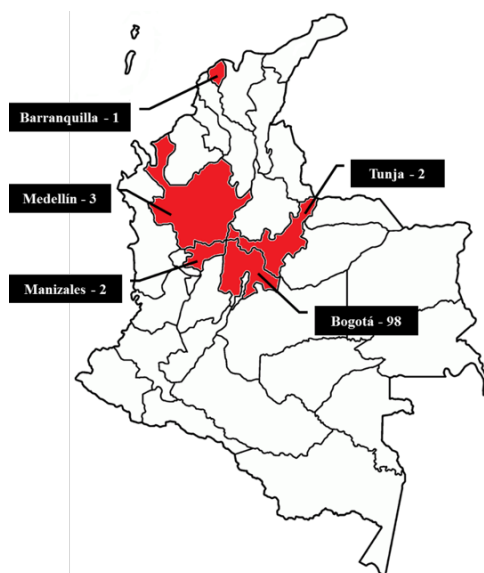 Barranquilla - 1
Tunja - 2
Medellín - 3
Manizales - 2
Bogotá - 98